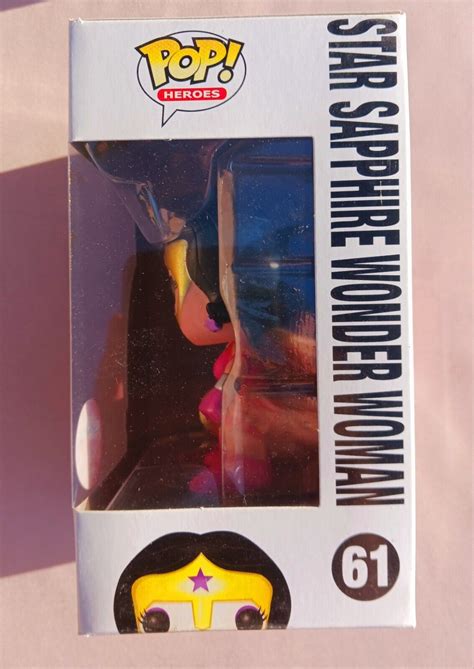 POP!
HEROES
STAR SAPPHIRE WONDER WOMAN
61